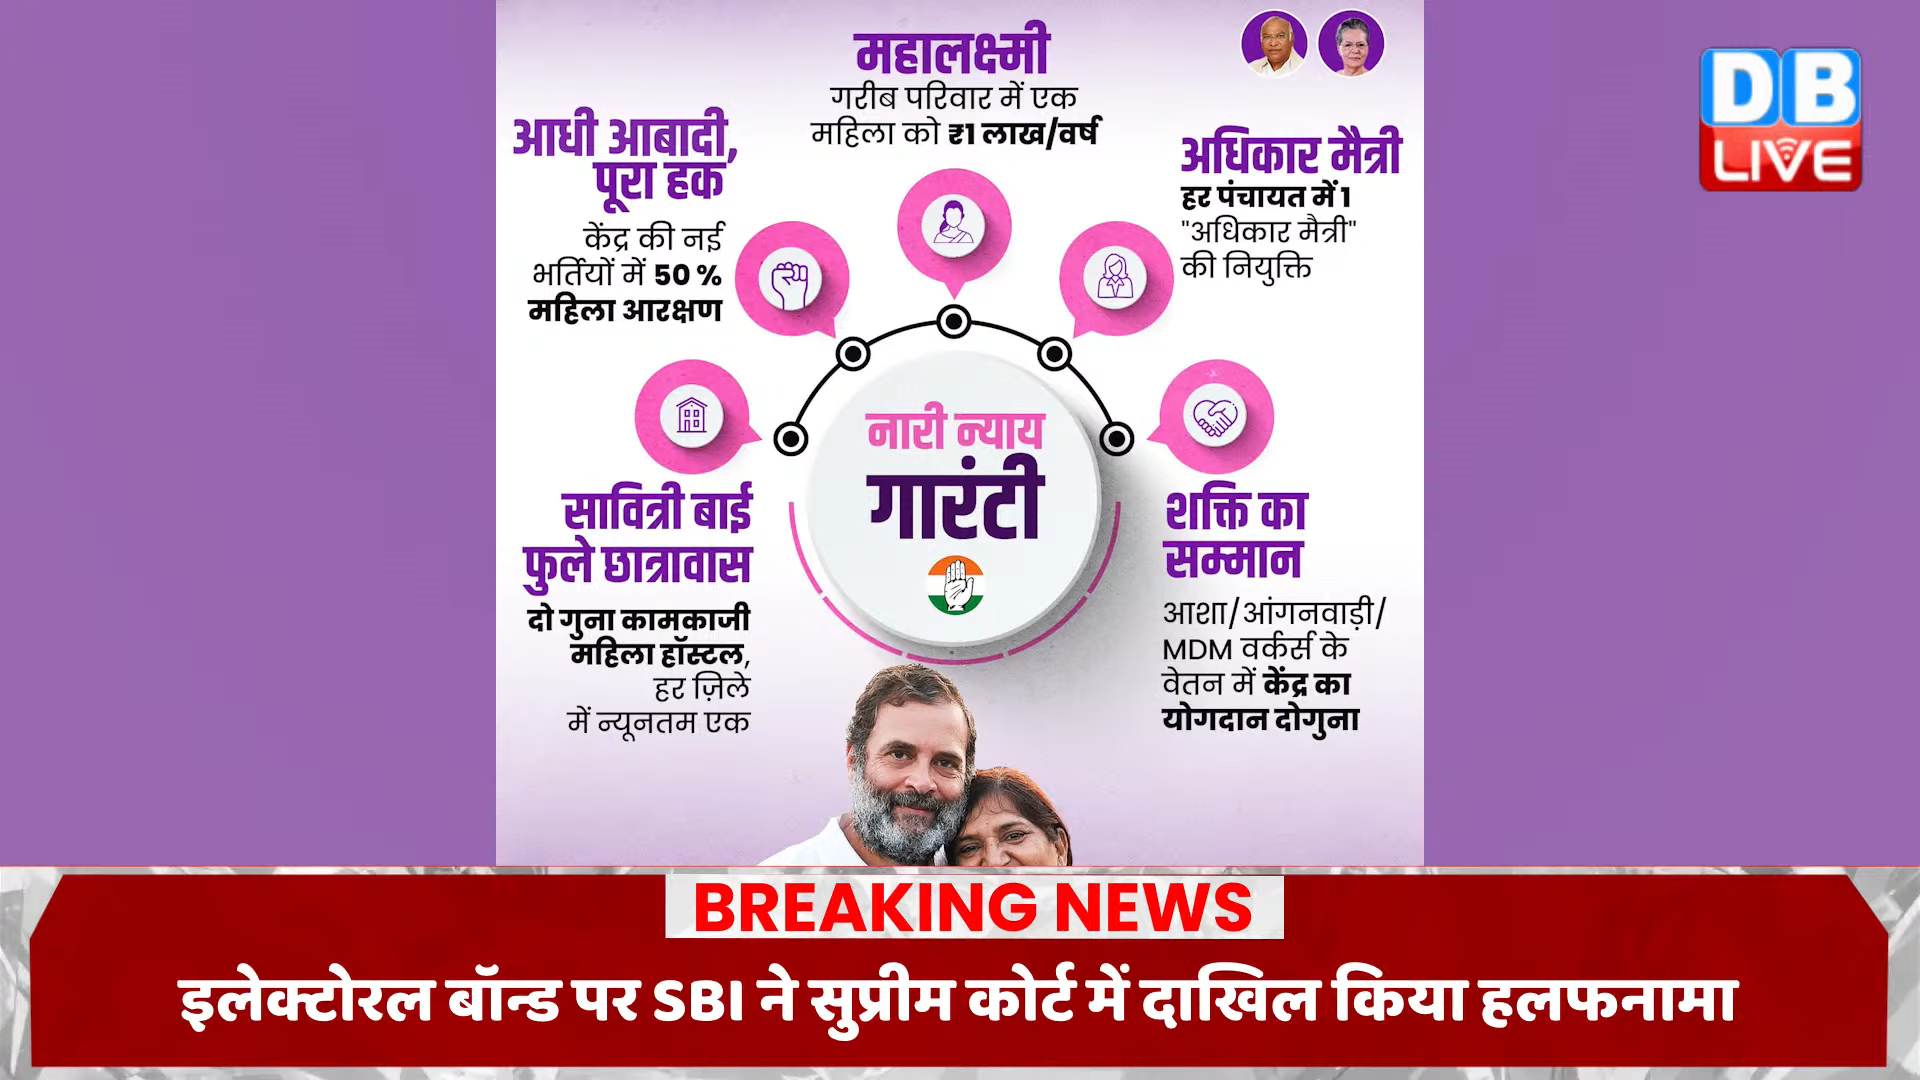 महालक्ष्मी
गरीब परिवार में एक
महिला को ₹1 लाख/वर्ष
आधी आबादी,
पूरा हक
केंद्र की नई
भर्तियों में 50 %
महिला आरक्षण
अधिकार मैत्री
हर पंचायत में 1
"अधिकार मैत्री"
की नियुक्ति
नारी न्याय
गारंटी
सावित्री बाई
फुले छात्रावास
दो गुना कामकाजी
महिला हॉस्टल,
हर ज़िले
में न्यूनतम एक
शक्ति का
सम्मान
आशा/आंगनवाड़ी/
MDM वर्कर्स के
वेतन में केंद्र का
योगदान दोगुना
DB
LIVE
BREAKING NEWS
इलेक्टोरल बॉन्ड पर SBI ने सुप्रीम कोर्ट में दाखिल किया हलफनामा